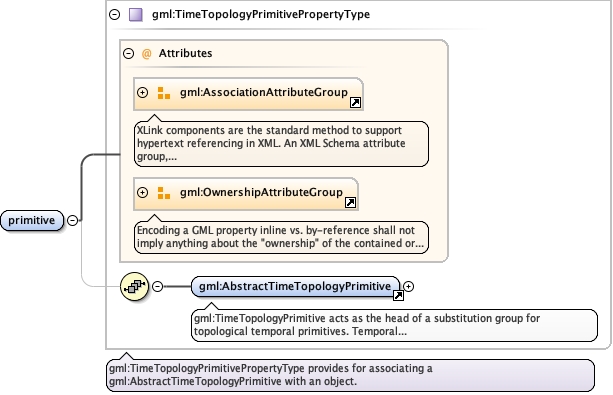 gml:TimeTopologyPrimitivePropertyType
@ Attributes
gml:AssociationAttributeGroup
XLink components are the standard method to support
hypertext referencing in XML. An XML Schema attribute
group,...
gml:OwnershipAttributeGroup
Encoding a GML property inline vs. by-reference shall not
imply anything about the "ownership" of the contained or...
primitive
gml:AbstractTimeTopologyPrimitive
gml:TimeTopologyPrimitive acts as the head of a substitution group for
topological temporal primitives. Temporal...
gml:TimeTopologyPrimitivePropertyType provides for associating a
gml:AbstractTimeTopologyPrimitive with an object.